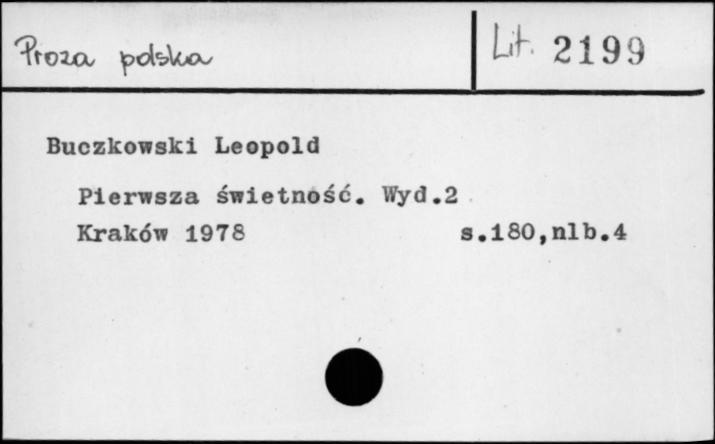 Proza polska
Lit. 2199
Buczkowski Leopold
Pierwsza świetność. Wyd.2
Kraków 1978 s.180,nlb.4